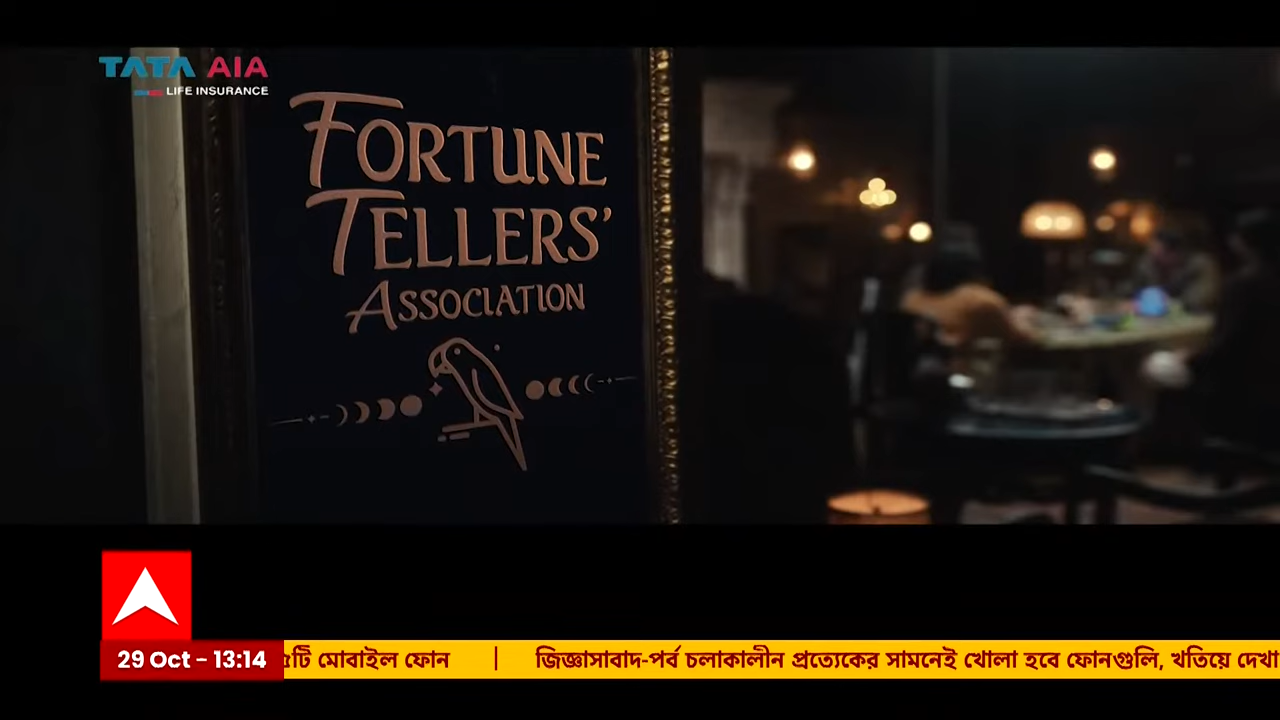 TATA AIA
LIFE INSURANCE
FORTUNE
TELLERS'
ASSOCIATION
29 Oct - 13:14
টি মোবাইল ফোন | জিজ্ঞাসাবাদ-পর্ব চলাকালীন প্রত্যেকের সামনেই খোলা হবে ফোনগুলি, খতিয়ে দেখা